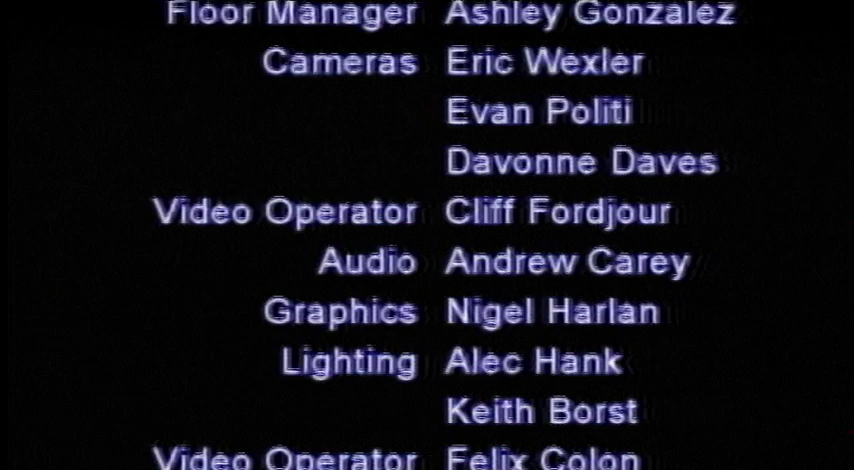 Floor Manager Ashley Gonzalez
Cameras Eric Wexler
Evan Politi
Davonne Daves
Video Operator Cliff Fordjour
Audio Andrew Carey
Graphics Nigel Harlan
Lighting Alec Hank
Keith Borst
Video Operator Felix Colon